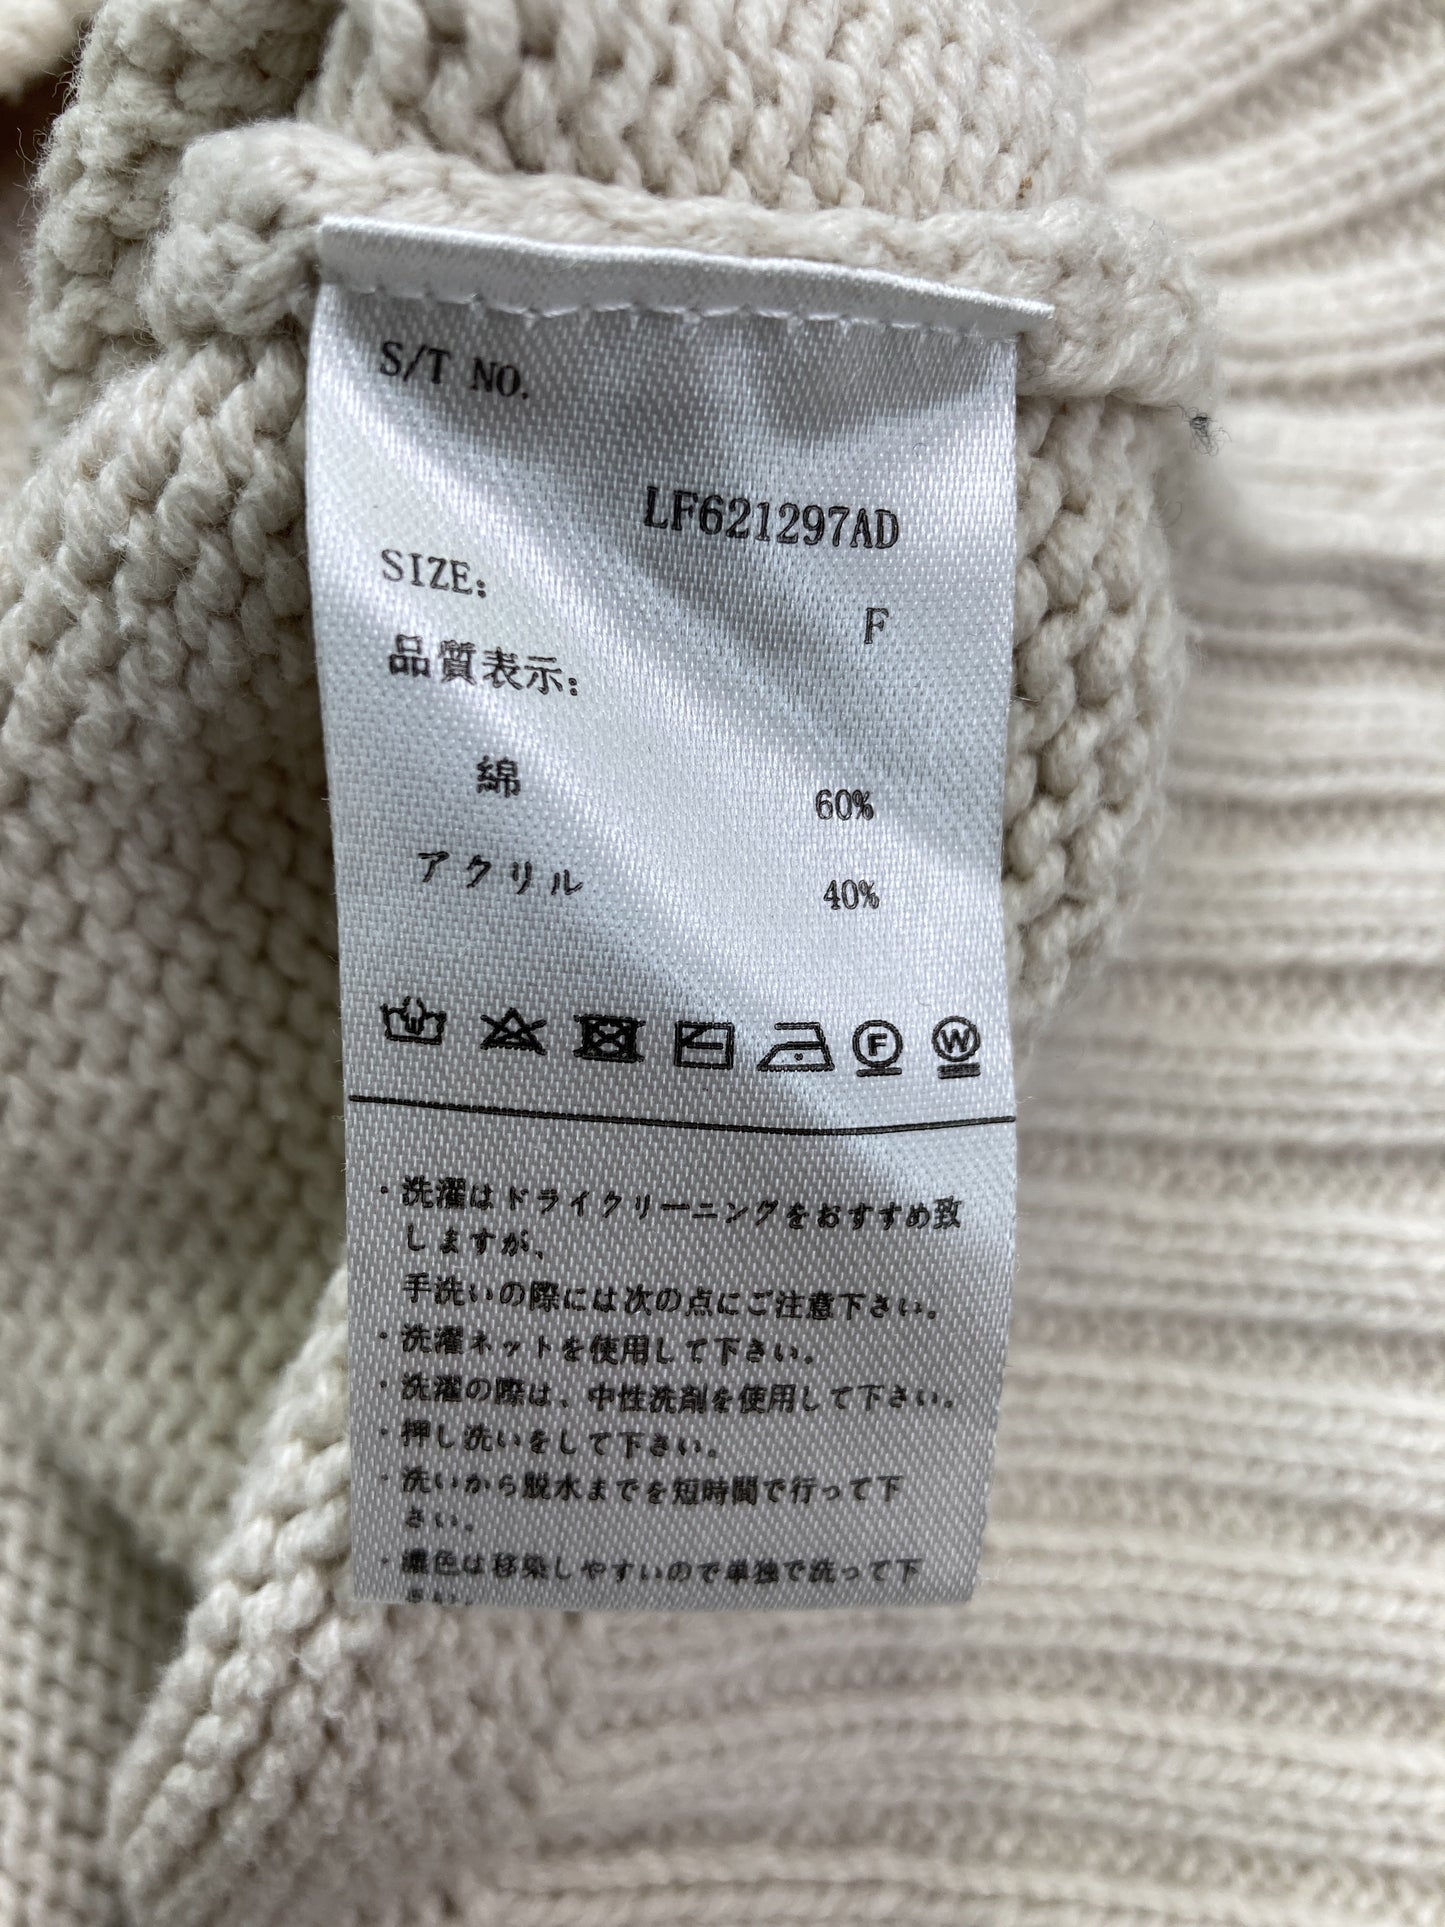 S/T NO.
LF621297AD
SIZE:
F
品質表示:
綿 60%
アクリル 40%
F
W
・洗濯はドライクリーニングをおすすめ致
しますが、
手洗いの際には次の点にご注意下さい。
・洗濯ネットを使用して下さい。
・洗濯の際は、中性洗剤を使用して下さい。
・押し洗いをして下さい。
・洗いから脱水までを短時間で行って下
さい。
・濃色は移染しやすいので単独で洗って下
さい。